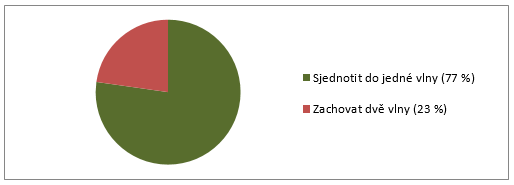 Sjednotit do jedné vlny (77 %)
Zachovat dvě vlny (23 %)